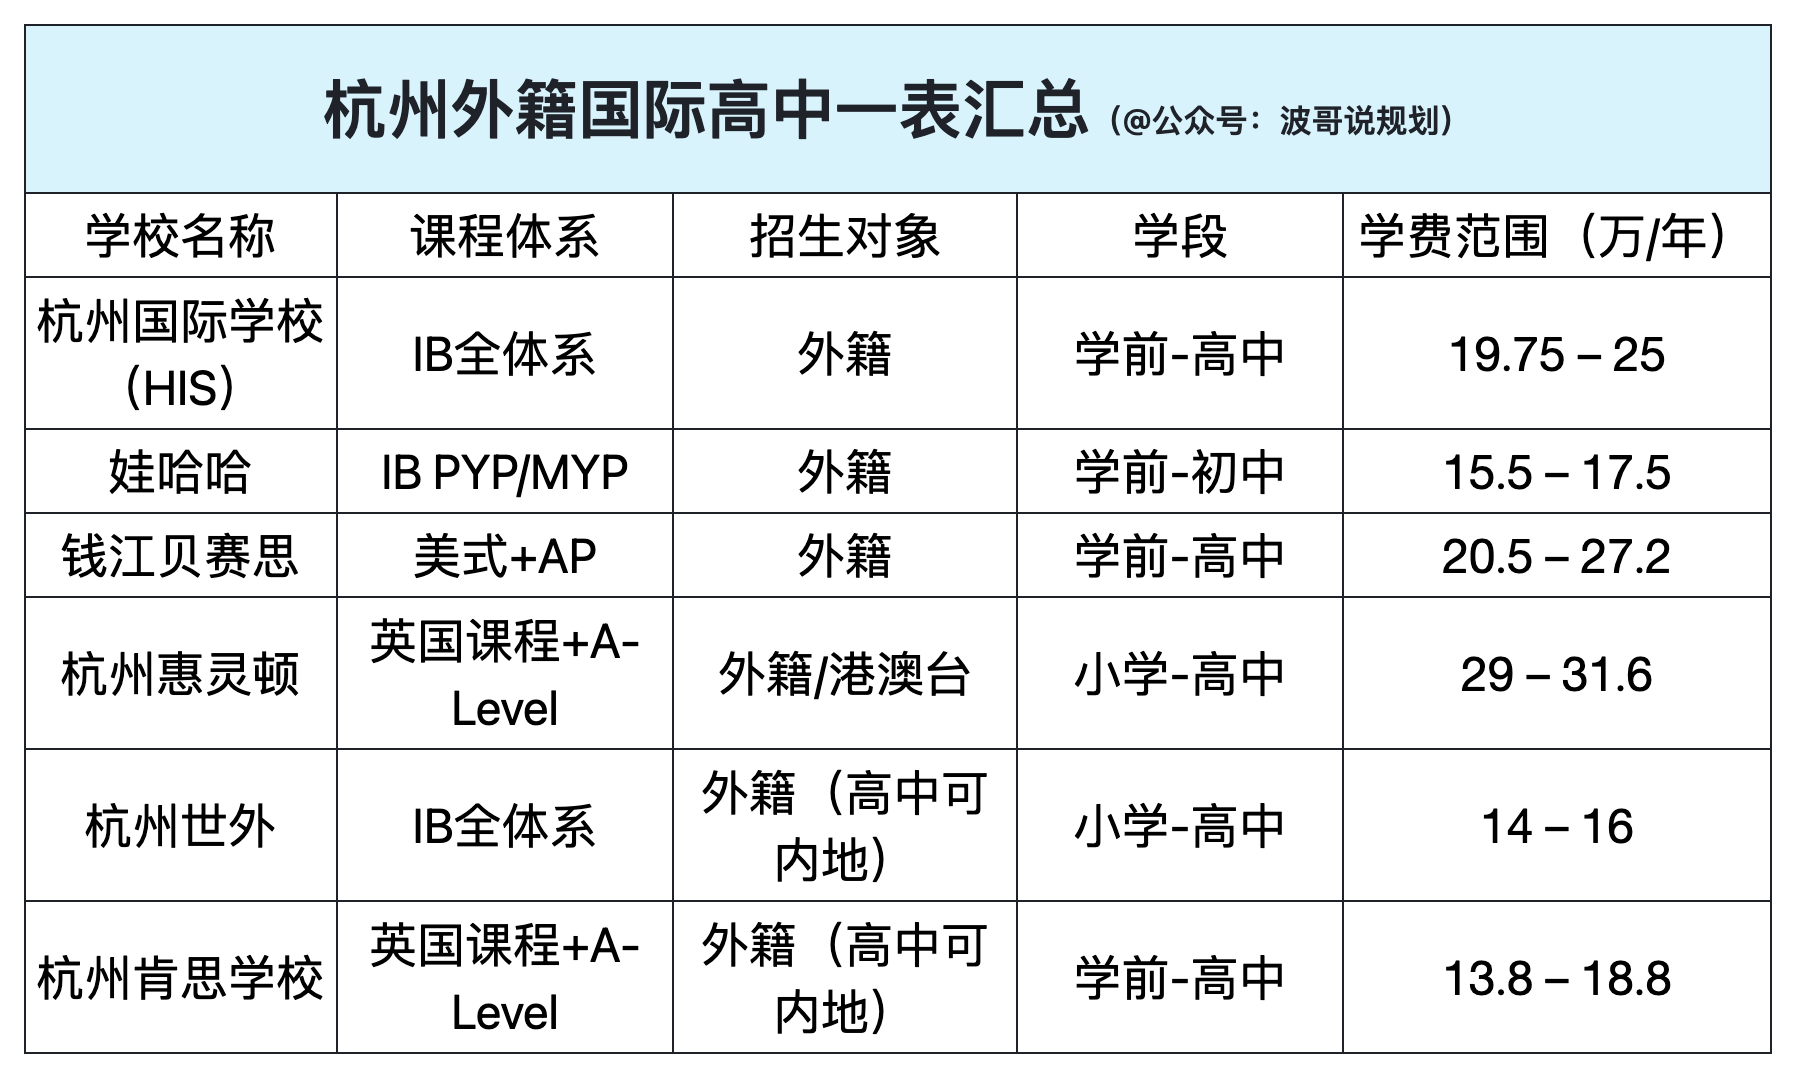 杭州外籍国际高中一表汇总（@公众号：波哥说规划）
学校名称 课程体系 招生对象 学段 学费范围（万/年）
杭州国际学校
（HIS） IB全体系 外籍 学前-高中 19.75 – 25
娃哈哈 IB PYP/MYP 外籍 学前-初中 15.5 – 17.5
钱江贝赛思 美式+AP 外籍 学前-高中 20.5 – 27.2
杭州惠灵顿 英国课程+A-
Level 外籍/港澳台 小学-高中 29 – 31.6
杭州世外 IB全体系 外籍（高中可
内地） 小学-高中 14 – 16
杭州肯思学校 英国课程+A-
Level 外籍（高中可
内地） 学前-高中 13.8 – 18.8